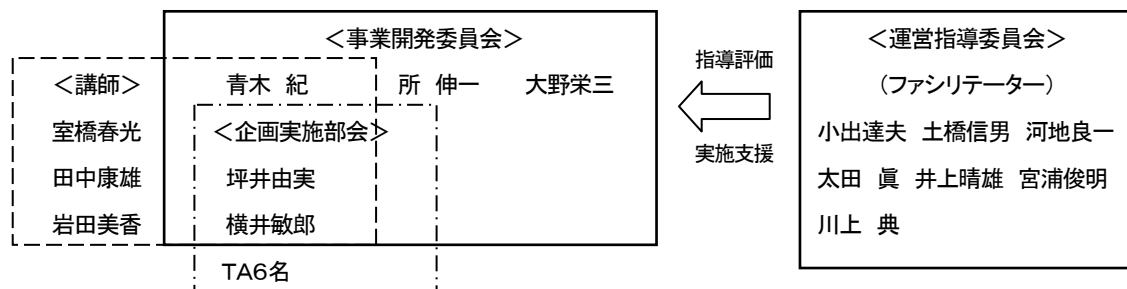 ＜事業開発委員会＞
＜講師＞
青木　紀
所　伸一
大野栄三
室橋春光
＜企画実施部会＞
田中康雄
坪井由実
岩田美香
横井敏郎
TA6名
指導評価
実施支援
＜運営指導委員会＞
（ファシリテーター）
小出達夫　土橋信男　河地良一
太田　眞　井上晴雄　宮浦俊明
川上　典